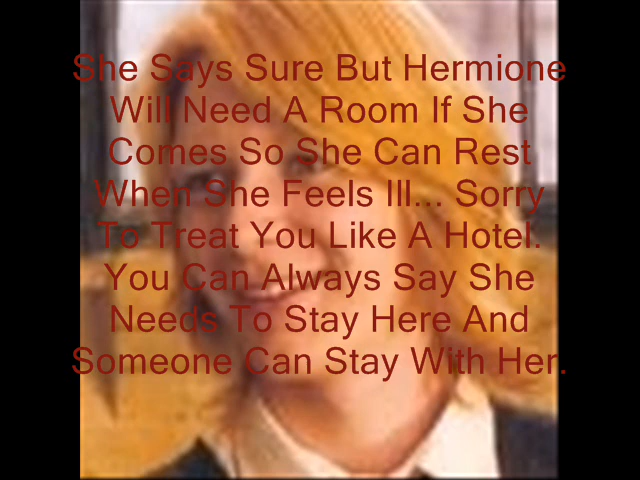 She Says Sure But Hermione
Will Need A Room If She
Comes So She Can Rest
When She Feels Ill... Sorry
To Treat You Like A Hotel.
You Can Always Say She
Needs To Stay Here And
Someone Can Stay With Her.